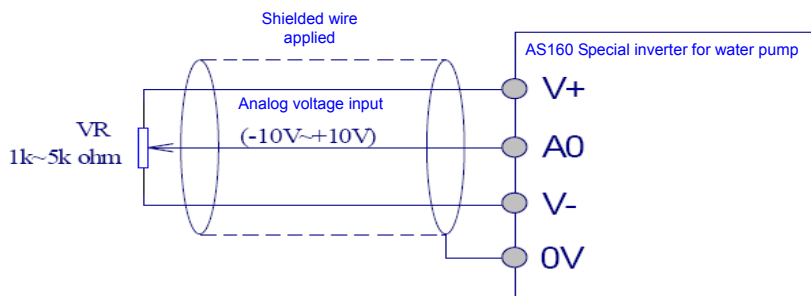 Shielded wire
applied
AS160 Special inverter for water pump
V+
Analog voltage input
VR
(-10V~+10V)
A0
1k~5k ohm
V-
0V